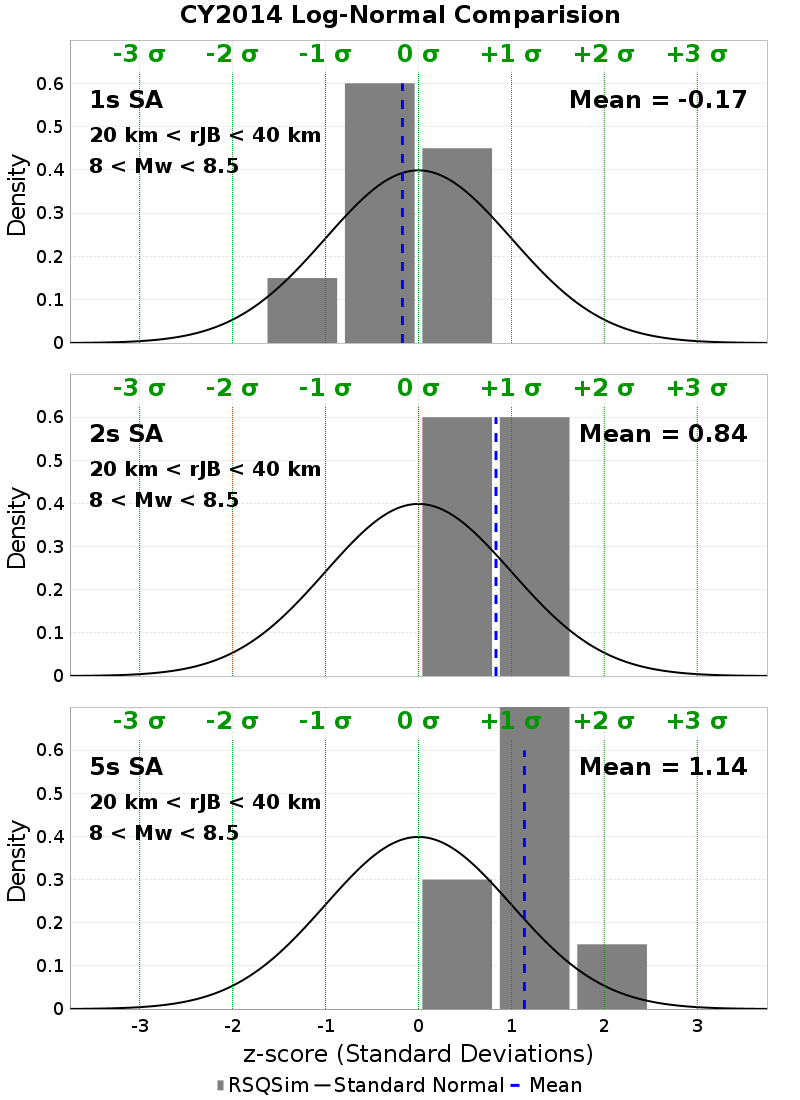 CY2014 Log-Normal Comparision
-3 σ -2 σ -1 σ 0 σ +1 σ +2 σ +3 σ
1s SA
Mean = -0.17
20 km < rJB < 40 km
8 < Mw < 8.5
0.6
0.5
0.4
0.3
0.2
0.1
0
Density
-3 σ -2 σ -1 σ 0 σ +1 σ +2 σ +3 σ
2s SA
Mean = 0.84
20 km < rJB < 40 km
8 < Mw < 8.5
0.6
0.5
0.4
0.3
0.2
0.1
0
Density
-3 σ -2 σ -1 σ 0 σ +1 σ +2 σ +3 σ
5s SA
Mean = 1.14
20 km < rJB < 40 km
8 < Mw < 8.5
0.6
0.5
0.4
0.3
0.2
0.1
0
Density
-3 -2 -1 0 1 2 3
z-score (Standard Deviations)
RSQSim Standard Normal Mean